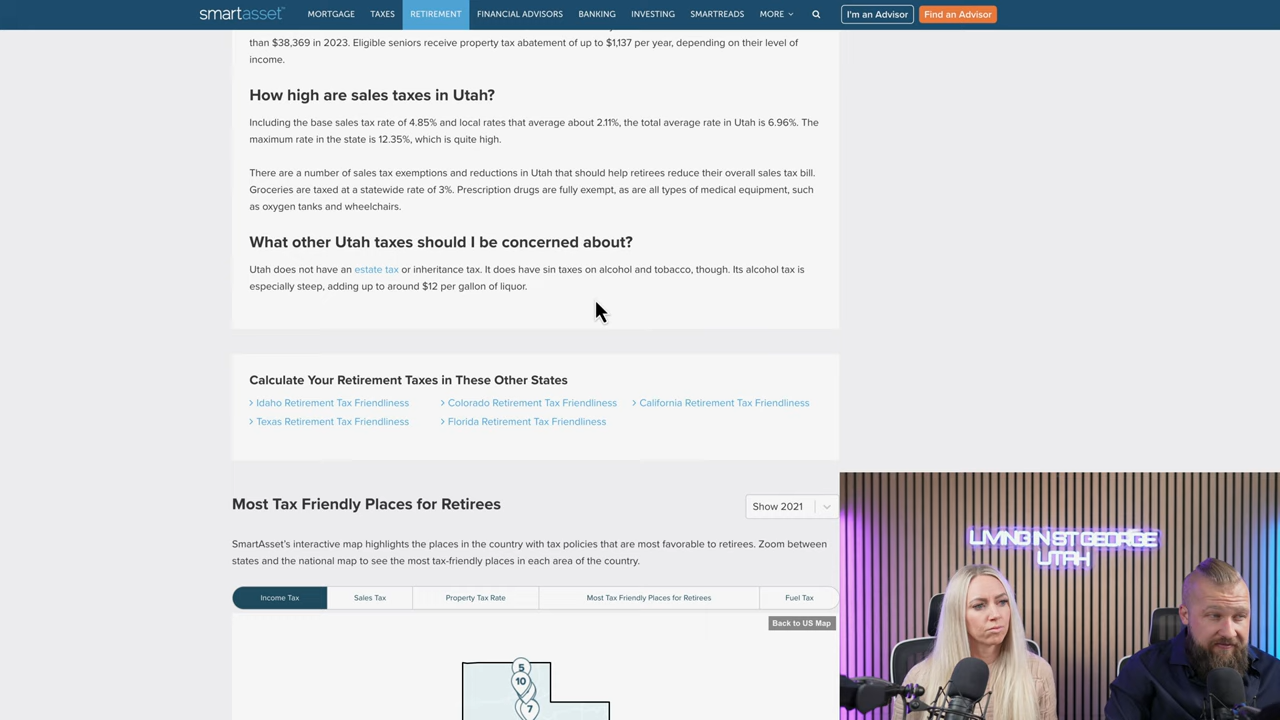 smartasset
MORTGAGE TAXES RETIREMENT FINANCIAL ADVISORS BANKING INVESTING SMARTREADS MORE I'm an Advisor Find an Advisor
than $38,369 in 2023. Eligible seniors receive property tax abatement of up to $1,137 per year, depending on their level of
income.
How high are sales taxes in Utah?
Including the base sales tax rate of 4.85% and local rates that average about 2.11%, the total average rate in Utah is 6.96%. The
maximum rate in the state is 12.35%, which is quite high.
There are a number of sales tax exemptions and reductions in Utah that should help retirees reduce their overall sales tax bill.
Groceries are taxed at a statewide rate of 3%. Prescription drugs are fully exempt, as are all types of medical equipment, such
as oxygen tanks and wheelchairs.
What other Utah taxes should I be concerned about?
Utah does not have an estate tax or inheritance tax. It does have sin taxes on alcohol and tobacco, though. Its alcohol tax is
especially steep, adding up to around $12 per gallon of liquor.
Calculate Your Retirement Taxes in These Other States
Idaho Retirement Tax Friendliness Colorado Retirement Tax Friendliness California Retirement Tax Friendliness
Texas Retirement Tax Friendliness Florida Retirement Tax Friendliness
Most Tax Friendly Places for Retirees
Show 2021
SmartAsset's interactive map highlights the places in the country with tax policies that are most favorable to retirees. Zoom between
states and the national map to see the most tax-friendly places in each area of the country.
Income Tax Sales Tax Property Tax Rate Most Tax Friendly Places for Retirees Fuel Tax
Back to US Map
5
10
7
LIVING IN ST GEORGE
UTAH